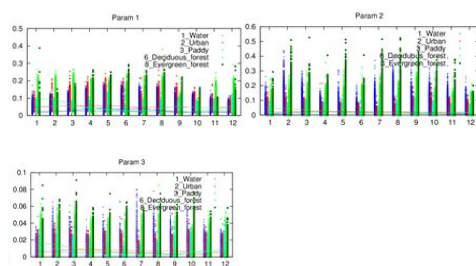 Param 1
1_Water
2_Urban
3_Paddy
6_Deciduous_forest
8_Evergreen_forest
0.5
0.4
0.3
0.2
0.1
0
1 2 3 4 5 6 7 8 9 10 11 12
Param 2
1_Water
2_Urban
3_Paddy
6_Deciduous_forest
8_Evergreen_forest
0.6
0.5
0.4
0.3
0.2
0.1
0
1 2 3 4 5 6 7 8 9 10 11 12
Param 3
1_Water
2_Urban
3_Paddy
6_Deciduous_forest
8_Evergreen_forest
0.1
0.08
0.06
0.04
0.02
0
1 2 3 4 5 6 7 8 9 10 11 12